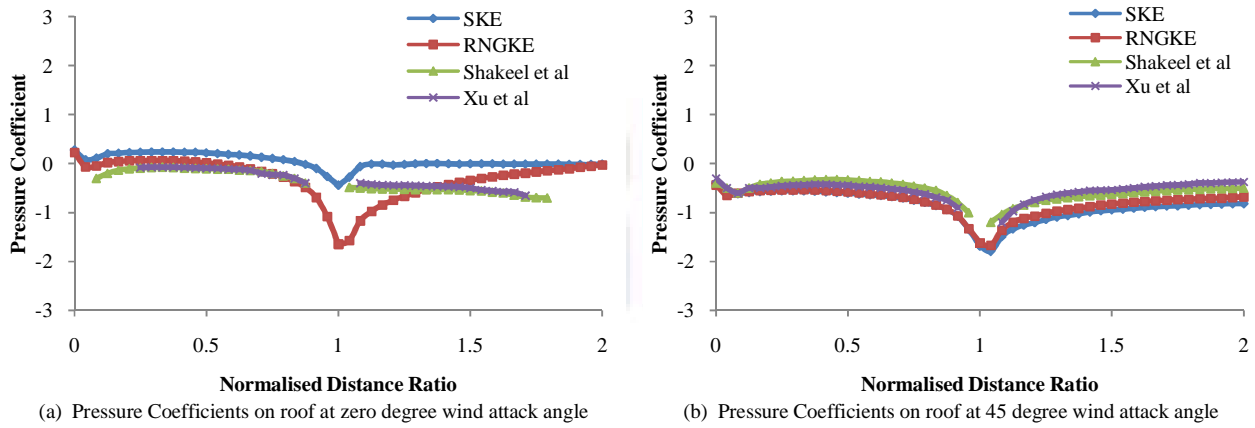 3
2
1
0
-1
-2
-3
Pressure Coefficient
SKE
RNGKE
Shakeel et al
Xu et al
0
0.5
1
1.5
2
Normalised Distance Ratio
(a) Pressure Coefficients on roof at zero degree wind attack angle
3
2
1
0
-1
-2
-3
Pressure Coefficient
SKE
RNGKE
Shakeel et al
Xu et al
0
0.5
1
1.5
2
Normalised Distance Ratio
(b) Pressure Coefficients on roof at 45 degree wind attack angle